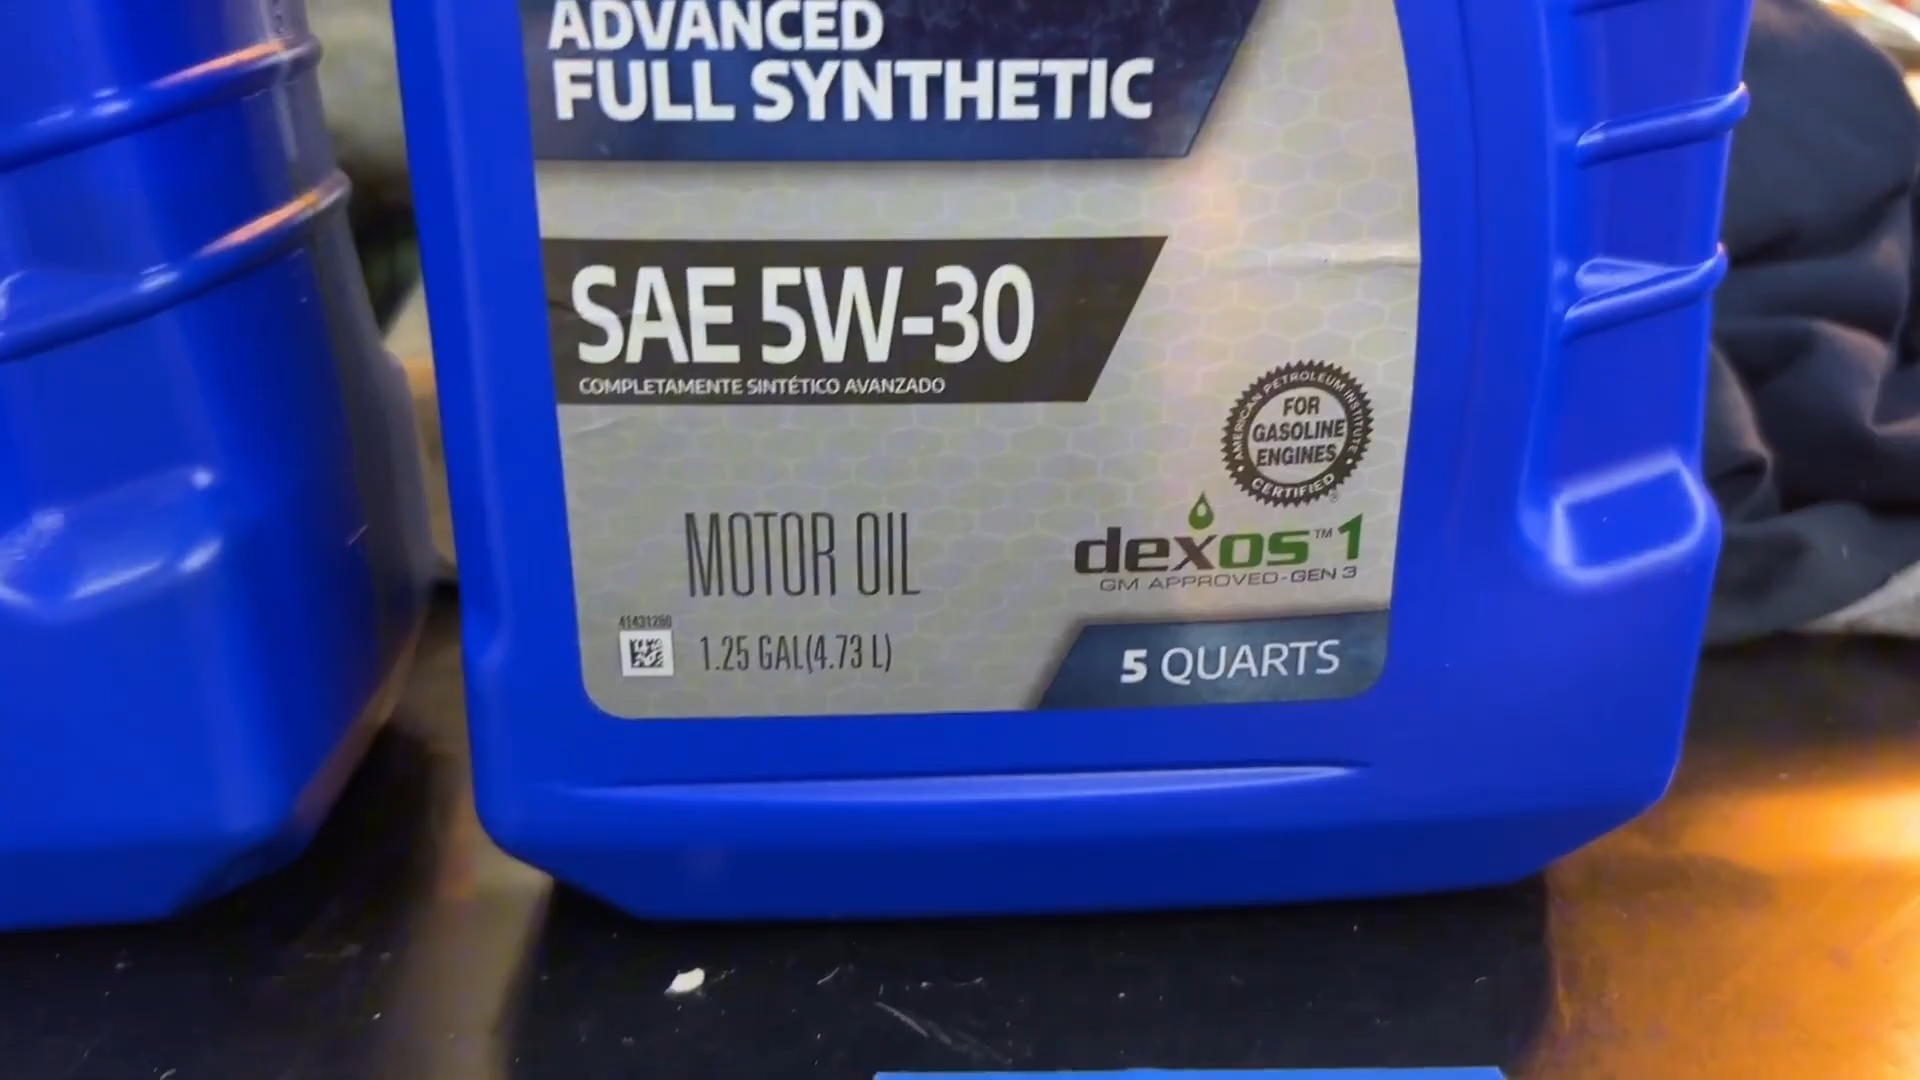 ADVANCED
FULL SYNTHETIC
SAE 5W-30
COMPLETAMENTE SINTÉTICO AVANZADO
AMERICAN PETROLEUM INSTITUTE
FOR
GASOLINE
ENGINES
CERTIFIED
®
MOTOR OIL
dexos™1
GM APPROVED-GEN 3
41431260
1.25 GAL(4.73 L)
5 QUARTS